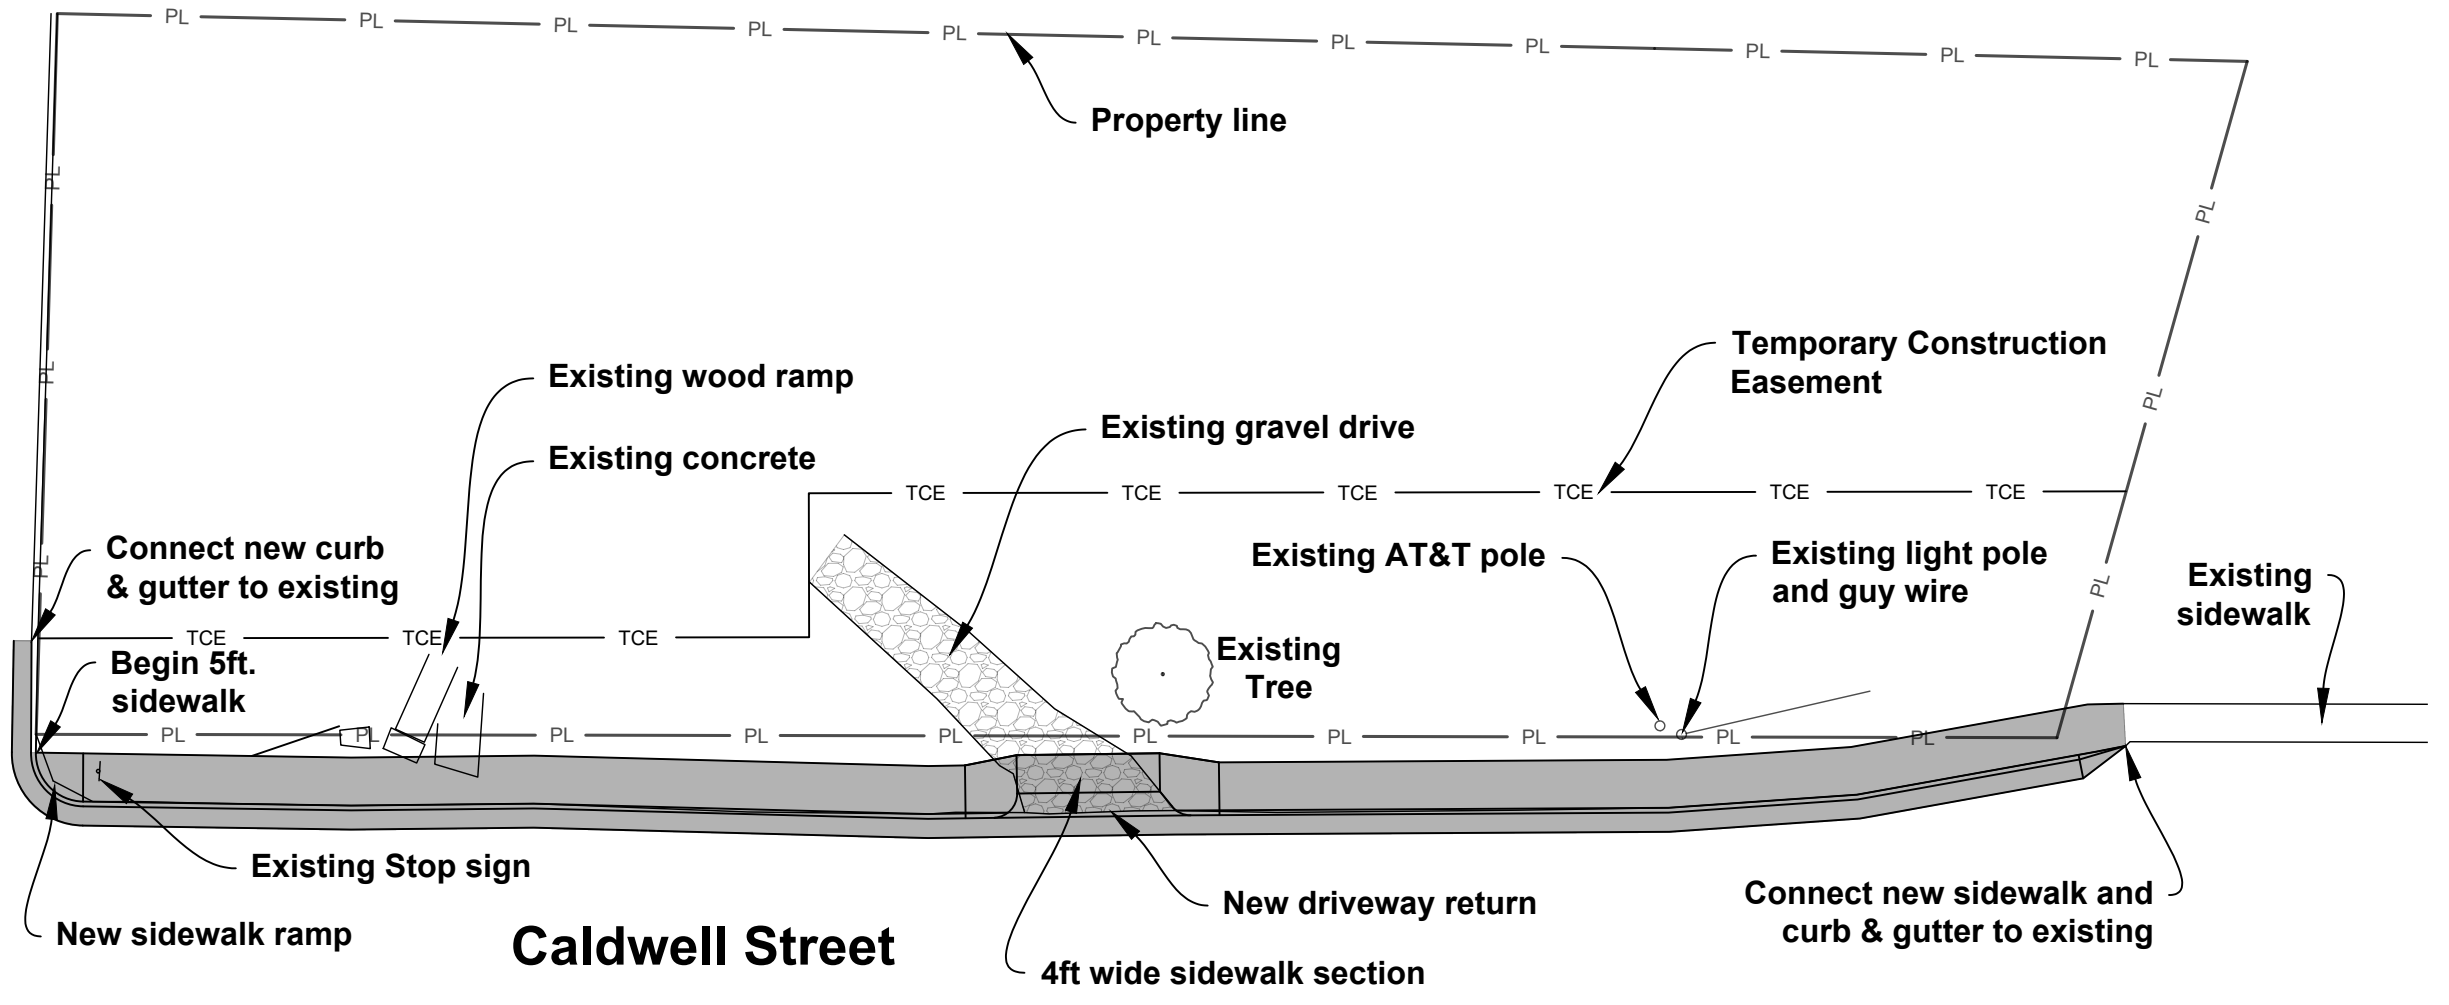 PL PL PL PL PL PL PL PL PL PL PL
Property line
PL
PL
PL
PL
PL
PL
PL
Temporary Construction
Easement
Existing wood ramp
Existing gravel drive
Existing concrete
TCE TCE TCE TCE TCE TCE
Connect new curb
& gutter to existing
Existing AT&T pole
Existing light pole
and guy wire
Existing
sidewalk
TCE TCE TCE
Begin 5ft.
sidewalk
Existing
Tree
PL PL PL PL PL PL PL PL PL PL
Existing Stop sign
New sidewalk ramp
Caldwell Street
New driveway return
4ft wide sidewalk section
Connect new sidewalk and
curb & gutter to existing